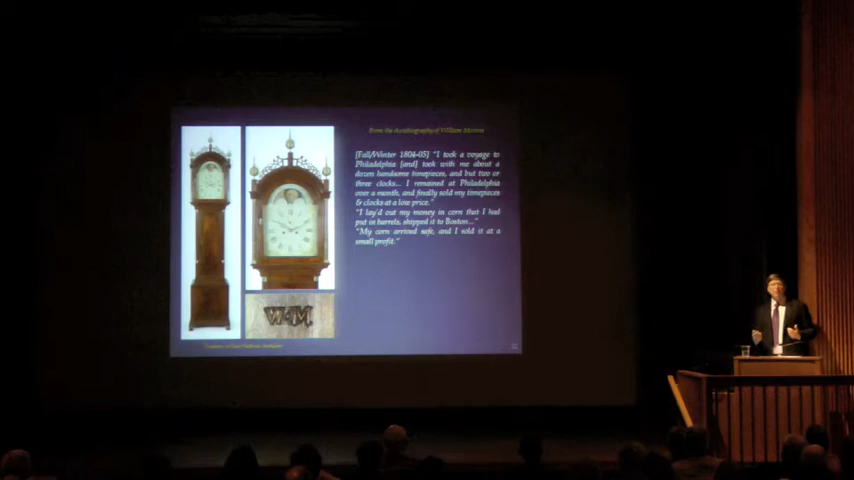 From the Autobiography of William Munroe
[Fall/Winter 1804-05] "I took a voyage to
Philadelphia [and] took with me about a
dozen handsome timepieces, and but two or
three clocks... I remained at Philadelphia
over a month, and finally sold my timepieces
& clocks at a low price."
"I lay'd out my money in corn that I had
put in barrels, shipped it to Boston..."
"My corn arrived safe, and I sold it at a
small profit."
W·M